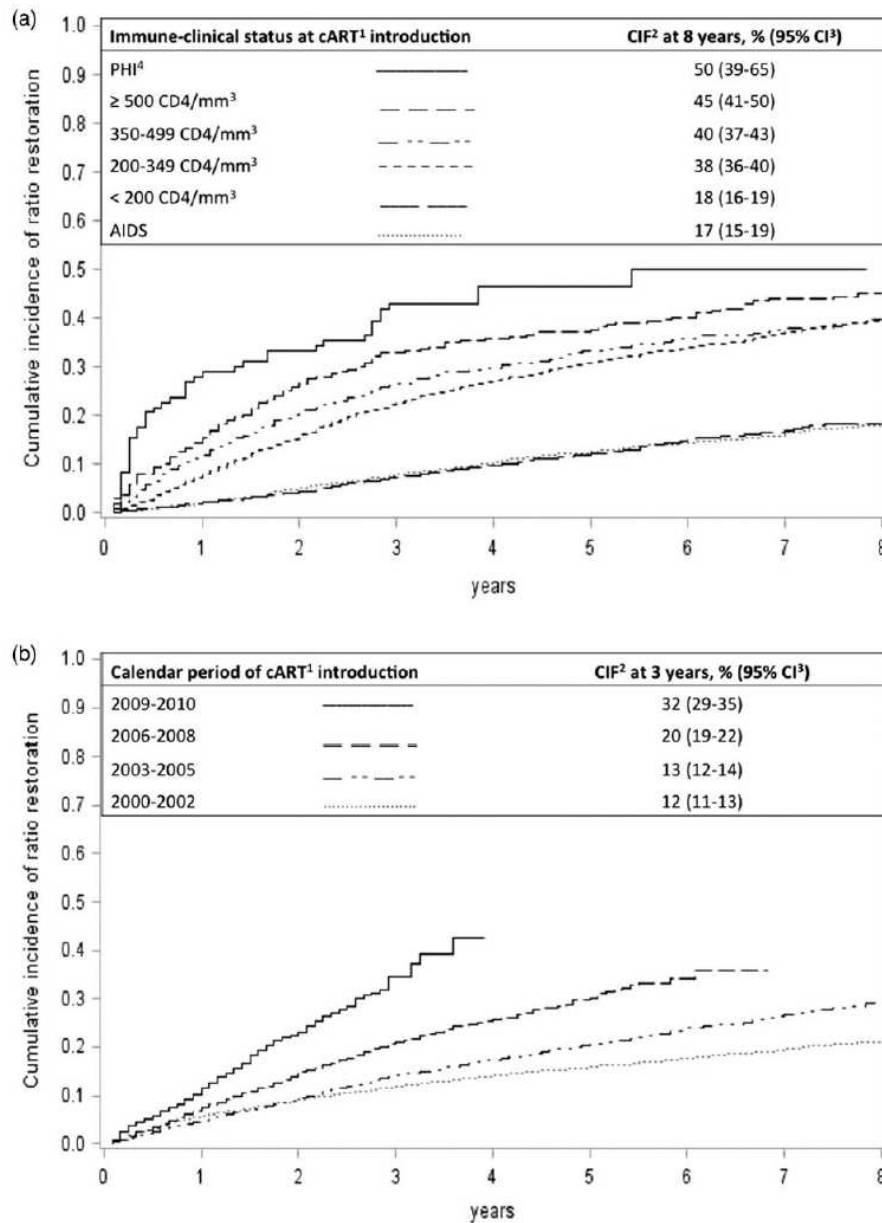 (a)
Immune-clinical status at cART¹ introduction CIF² at 8 years, % (95% CI³)
PHI⁴ 50 (39-65)
≥ 500 CD4/mm³ 45 (41-50)
350-499 CD4/mm³ 40 (37-43)
200-349 CD4/mm³ 38 (36-40)
< 200 CD4/mm³ 18 (16-19)
AIDS 17 (15-19)
Cumulative incidence of ratio restoration
1.0
0.9
0.8
0.7
0.6
0.5
0.4
0.3
0.2
0.1
0.0
0 1 2 3 4 5 6 7 8
years
(b)
Calendar period of cART¹ introduction CIF² at 3 years, % (95% CI³)
2009-2010 32 (29-35)
2006-2008 20 (19-22)
2003-2005 13 (12-14)
2000-2002 12 (11-13)
Cumulative incidence of ratio restoration
1.0
0.9
0.8
0.7
0.6
0.5
0.4
0.3
0.2
0.1
0.0
0 1 2 3 4 5 6 7 8
years